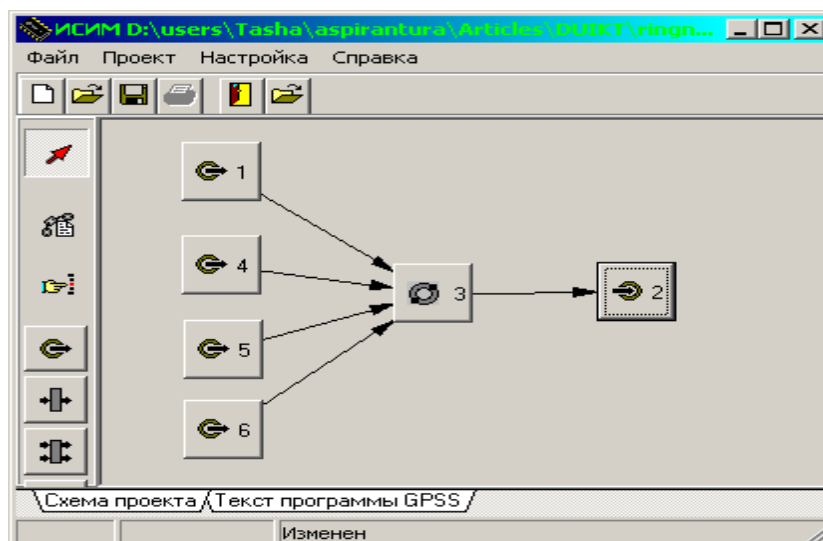 ИСИМ D:\users\Tasha\aspirantura\Articles\DUIKT\ringn...
Файл Проект Настройка Справка
1
4
3
2
5
6
Схема проекта Текст программы GPSS
Изменен